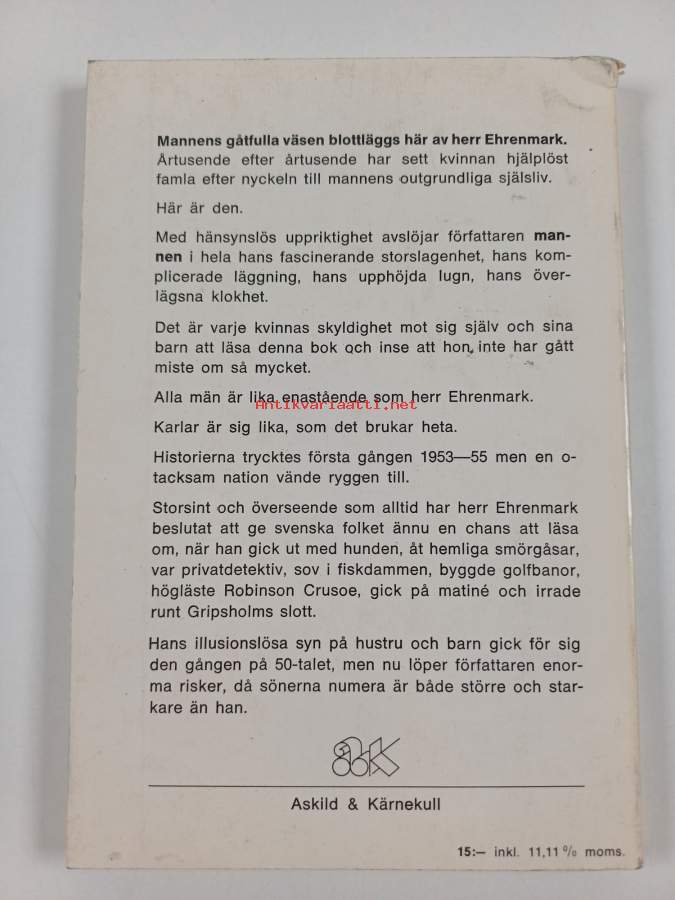 Mannens gåtfulla väsen blottläggs här av herr Ehrenmark.
Årtusende efter årtusende har sett kvinnan hjälplöst
famla efter nyckeln till mannens outgrundliga själsliv.
Här är den.
Med hänsynslös uppriktighet avslöjar författaren man-
nen i hela hans fascinerande storslagenhet, hans kom-
plicerade läggning, hans upphöjda lugn, hans över-
lägsna klokhet.
Det är varje kvinnas skyldighet mot sig själv och sina
barn att läsa denna bok och inse att hon inte har gått
miste om så mycket.
Alla män är lika enastående som herr Ehrenmark.
Antikvariaatti.net
Karlar är sig lika, som det brukar heta.
Historierna trycktes första gången 1953—55 men en o-
tacksam nation vände ryggen till.
Storsint och överseende som alltid har herr Ehrenmark
beslutat att ge svenska folket ännu en chans att läsa
om, när han gick ut med hunden, åt hemliga smörgåsar,
var privatdetektiv, sov i fiskdammen, byggde golfbanor,
högläste Robinson Crusoe, gick på matiné och irrade
runt Gripsholms slott.
Hans illusionslösa syn på hustru och barn gick för sig
den gången på 50-talet, men nu löper författaren enor-
ma risker, då sönerna numera är både större och star-
kare än han.
Askild & Kärnekull
15:— inkl. 11,11 % moms.